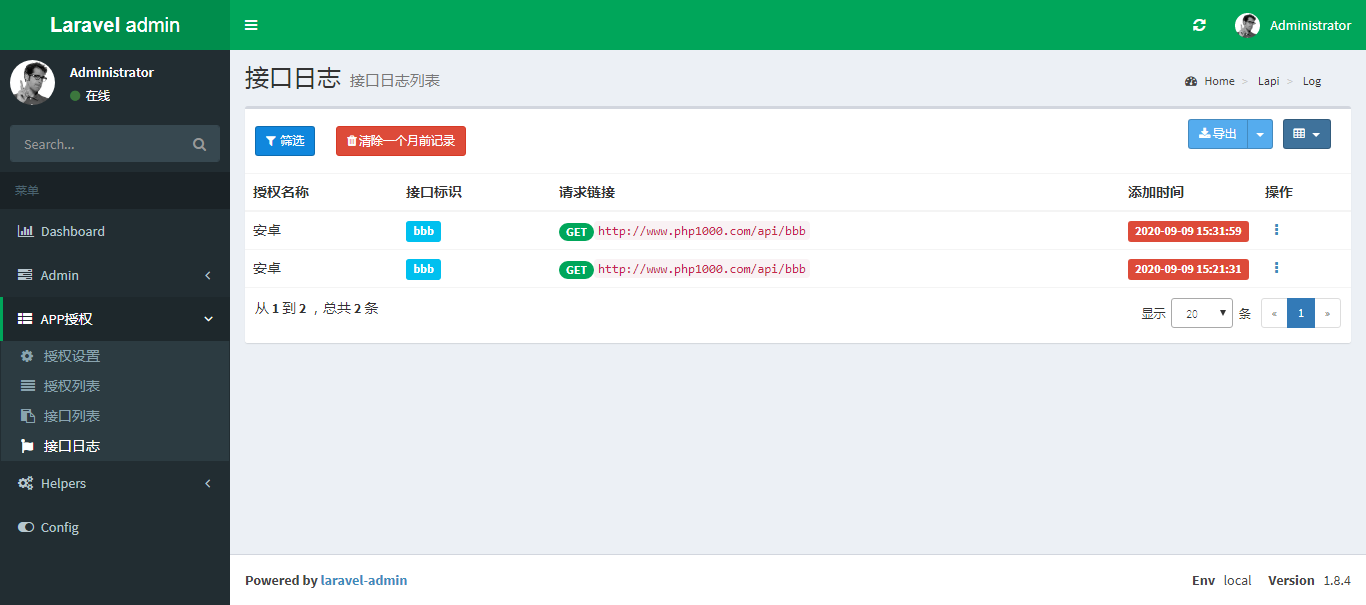 Laravel admin
Administrator
Administrator
在线
Search...
菜单
Dashboard
Admin
APP授权
授权设置
授权列表
接口列表
接口日志
Helpers
Config
接口日志 接口日志列表
Home > Lapi > Log
筛选 清除一个月前记录 导出
授权名称 接口标识 请求链接 添加时间 操作
安卓 bbb GET http://www.php1000.com/api/bbb 2020-09-09 15:31:59
安卓 bbb GET http://www.php1000.com/api/bbb 2020-09-09 15:21:31
从 1 到 2 ，总共 2 条 显示 20 条 « 1 »
Powered by laravel-admin Env local Version 1.8.4